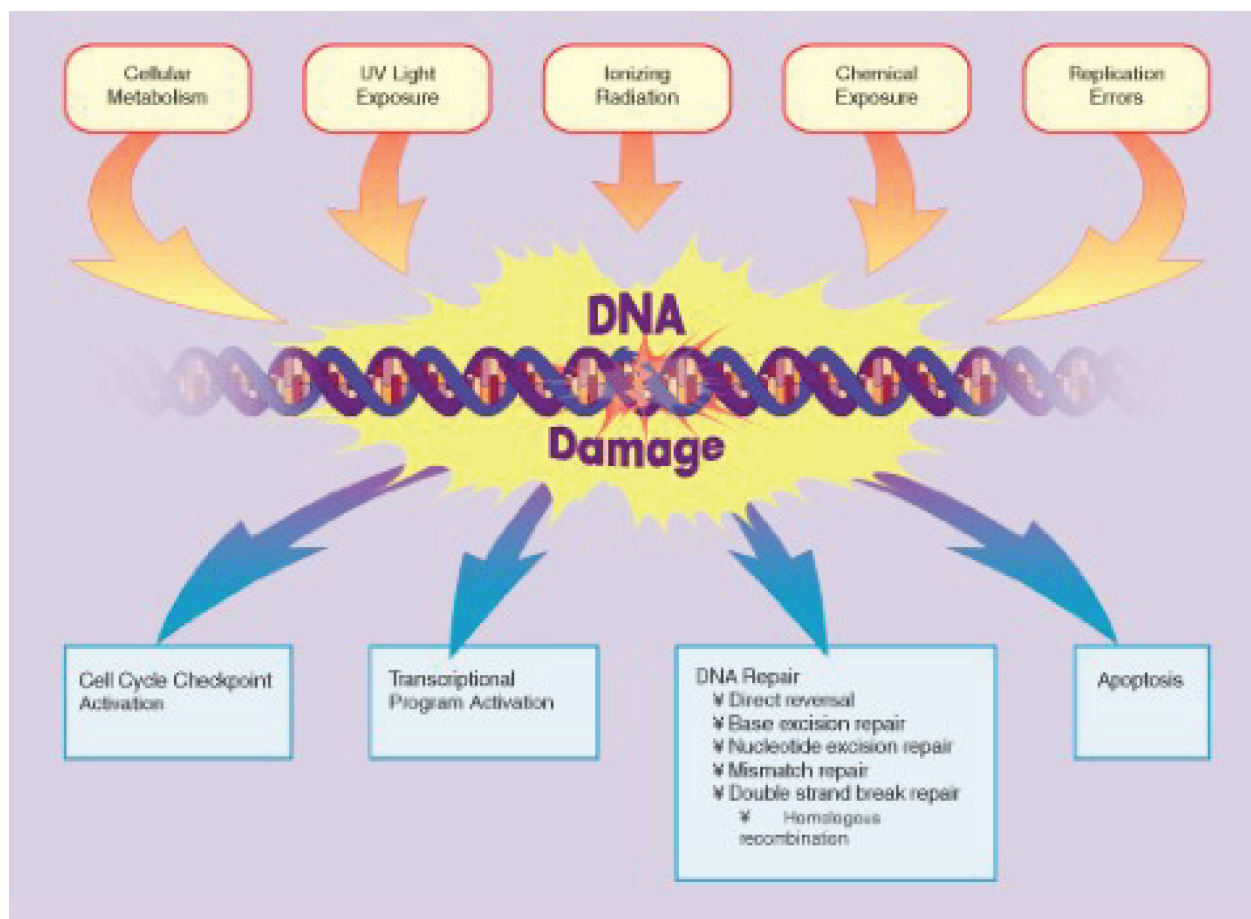 Cellular
Metabolism
UV Light
Exposure
Ionizing
Radiation
Chemical
Exposure
Replication
Errors
DNA
Damage
Cell Cycle Checkpoint
Activation
Transcriptional
Program Activation
DNA Repair
¥ Direct reversal
¥ Base excision repair
¥ Nucleotide excision repair
¥ Mismatch repair
¥ Double strand break repair
¥ Homologous
recombination
Apoptosis